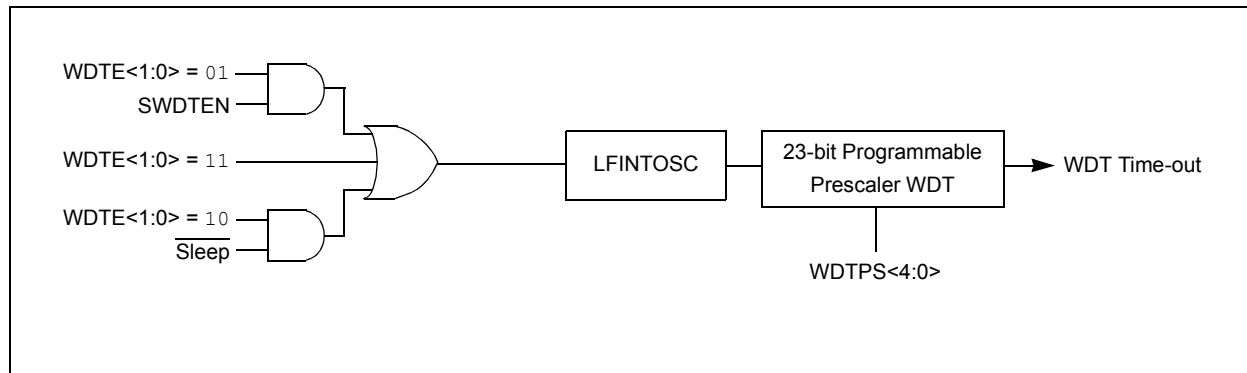 WDTE<1:0> = 01
SWDTEN
WDTE<1:0> = 11
WDTE<1:0> = 10
Sleep
LFINTOSC
23-bit Programmable
Prescaler WDT
WDT Time-out
WDTPS<4:0>